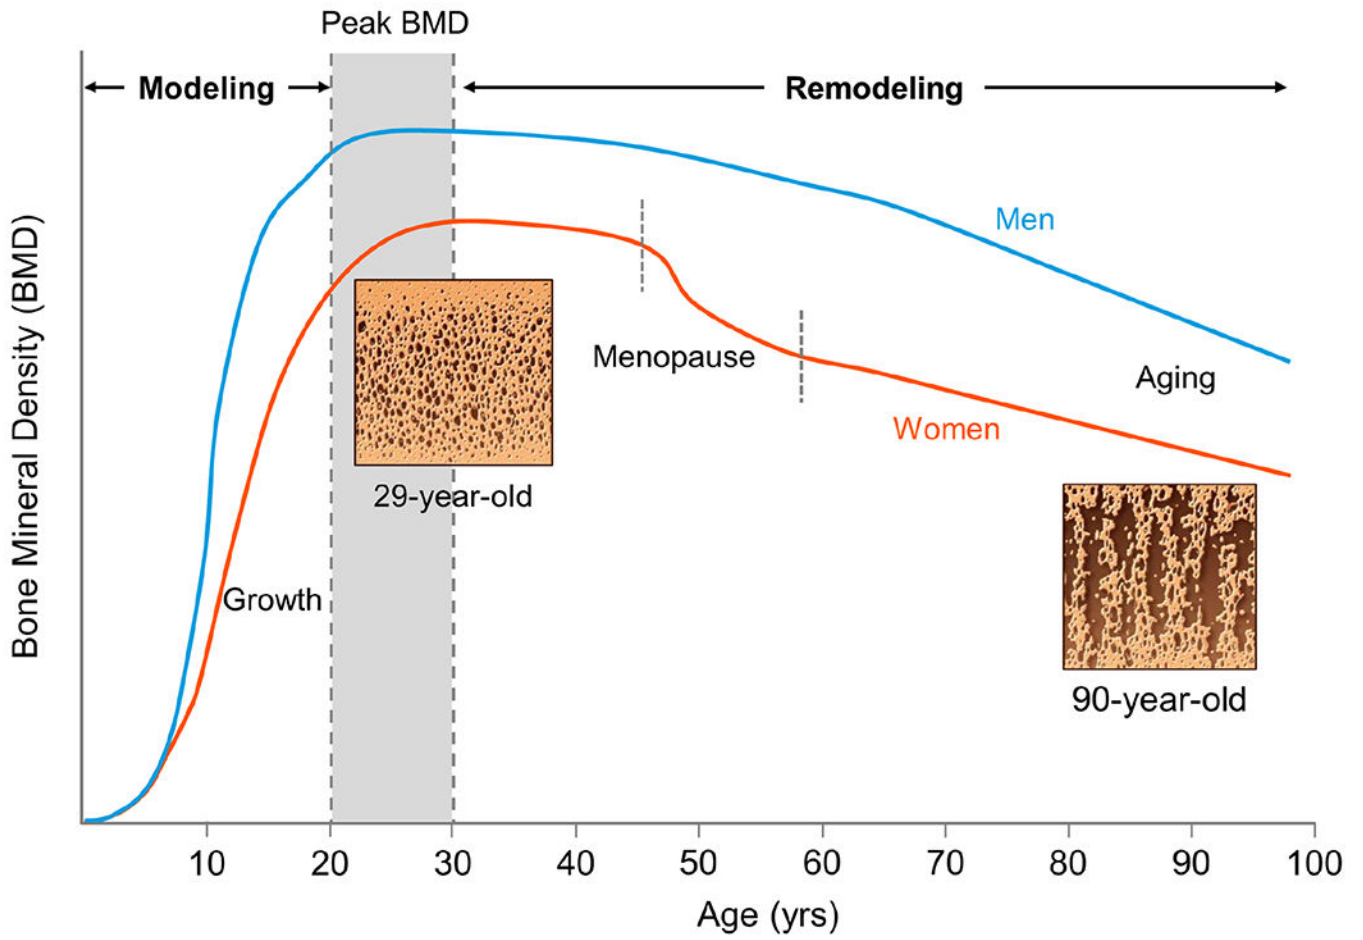 Peak BMD
Modeling
Remodeling
Men
Menopause
Aging
Women
29-year-old
Growth
90-year-old
Bone Mineral Density (BMD)
10 20 30 40 50 60 70 80 90 100
Age (yrs)